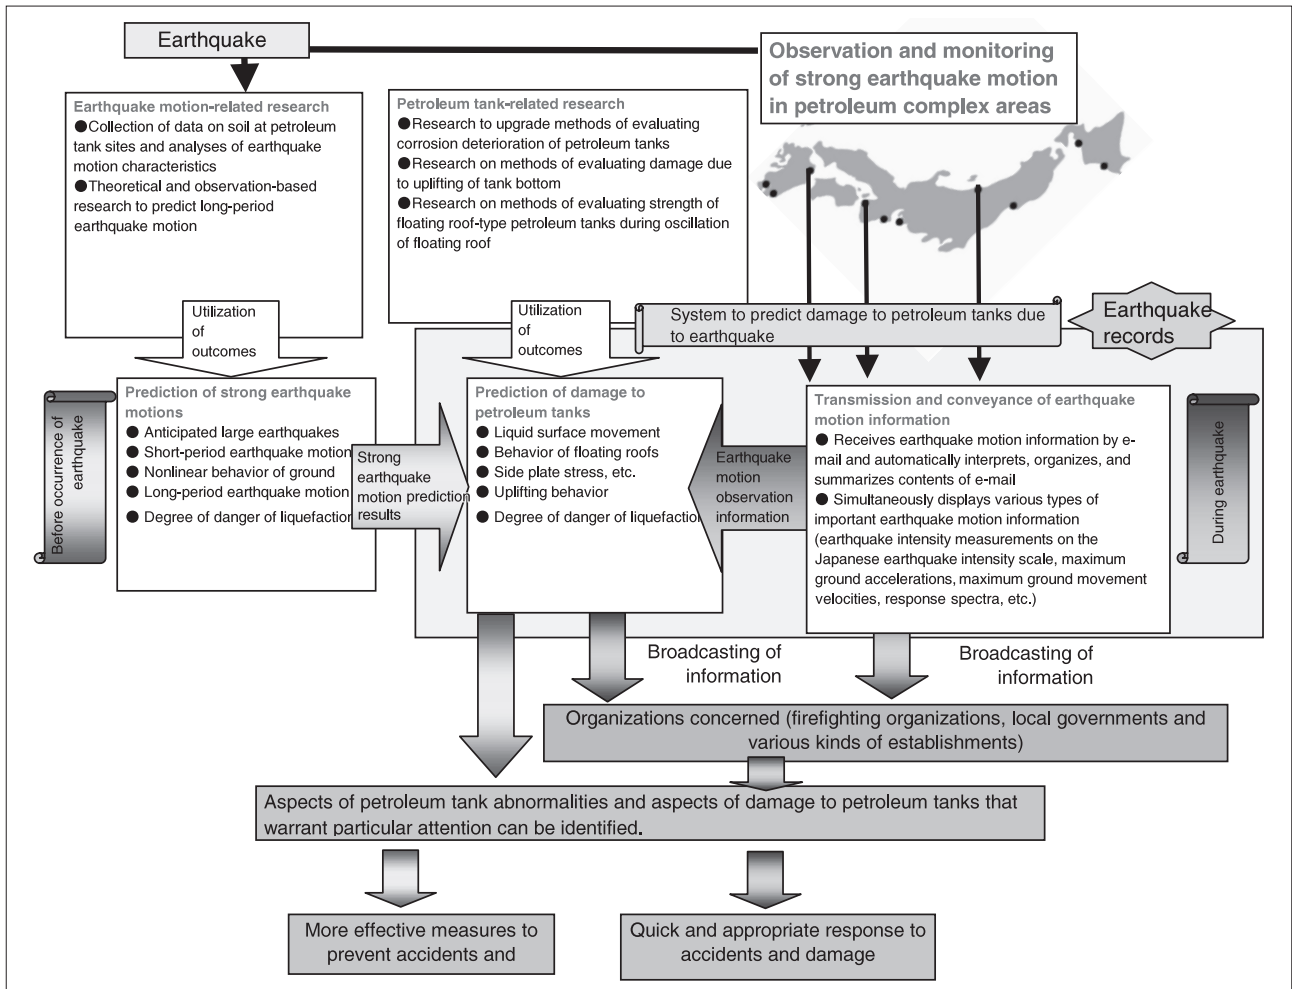 Earthquake
Observation and monitoring
of strong earthquake motion
in petroleum complex areas
Earthquake motion-related research
●Collection of data on soil at petroleum
tank sites and analyses of earthquake
motion characteristics
●Theoretical and observation-based
research to predict long-period
earthquake motion
Petroleum tank-related research
●Research to upgrade methods of evaluating
corrosion deterioration of petroleum tanks
●Research on methods of evaluating damage due
to uplifting of tank bottom
●Research on methods of evaluating strength of
floating roof-type petroleum tanks during oscillation
of floating roof
Utilization
of
outcomes
Utilization
of
outcomes
System to predict damage to petroleum tanks due
to earthquake
Earthquake
records
Before occurrence of
earthquake
Prediction of strong earthquake
motions
● Anticipated large earthquakes
● Short-period earthquake motion
● Nonlinear behavior of ground
● Long-period earthquake motion
● Degree of danger of liquefaction
Strong
earthquake
motion prediction
results
Prediction of damage to
petroleum tanks
● Liquid surface movement
● Behavior of floating roofs
● Side plate stress, etc.
● Uplifting behavior
● Degree of danger of liquefaction
Earthquake
motion
observation
information
Transmission and conveyance of earthquake
motion information
● Receives earthquake motion information by e-
mail and automatically interprets, organizes, and
summarizes contents of e-mail
● Simultaneously displays various types of
important earthquake motion information
(earthquake intensity measurements on the
Japanese earthquake intensity scale, maximum
ground accelerations, maximum ground movement
velocities, response spectra, etc.)
During earthquake
Broadcasting of
information
Broadcasting of
information
Organizations concerned (firefighting organizations, local governments and
various kinds of establishments)
Aspects of petroleum tank abnormalities and aspects of damage to petroleum tanks that
warrant particular attention can be identified.
More effective measures to
prevent accidents and
Quick and appropriate response to
accidents and damage